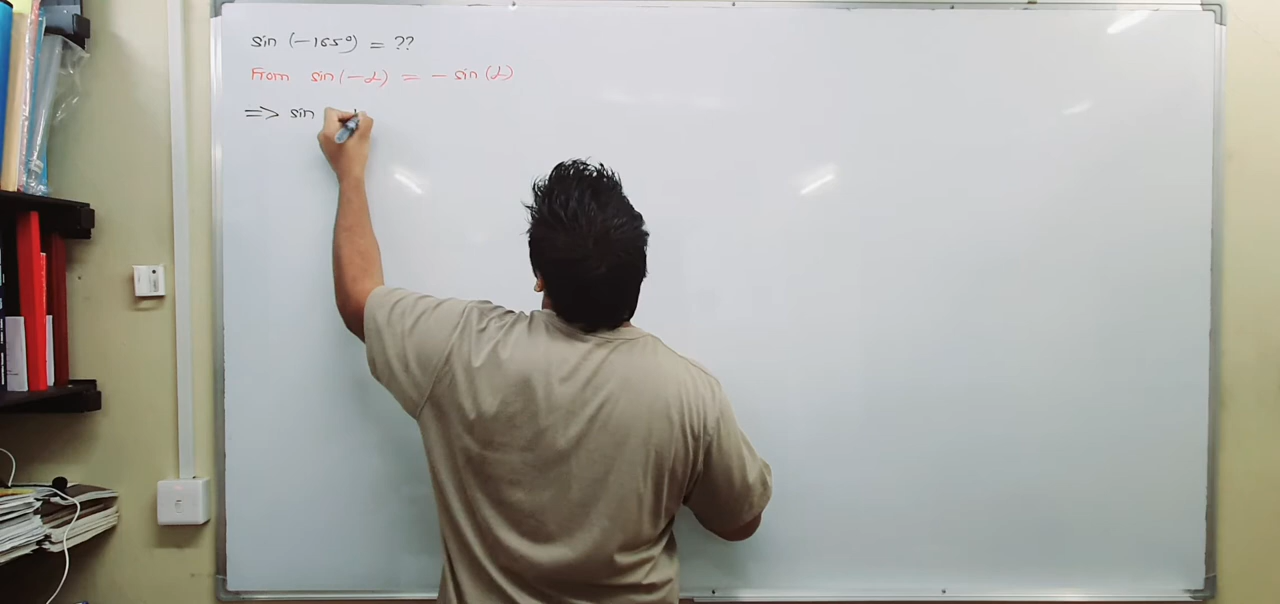 sin (-165°) = ??
From sin(-α) = - sin(α)
=> sin